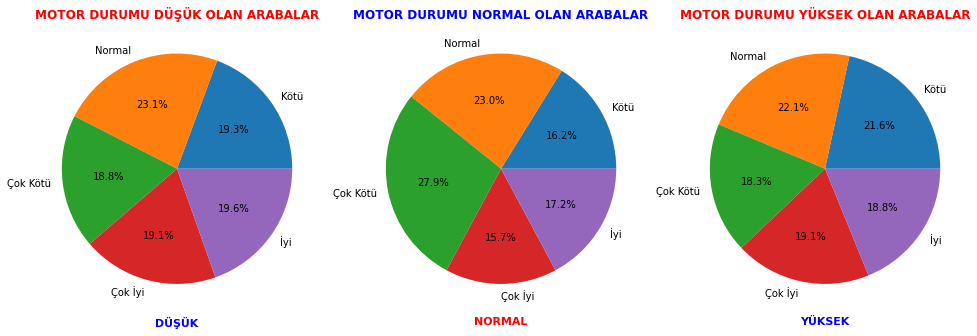 MOTOR DURUMU DÜŞÜK OLAN ARABALAR
Normal
Kötü
23.1%
19.3%
Çok Kötü
18.8%
19.6%
19.1%
İyi
Çok İyi
DÜŞÜK
MOTOR DURUMU NORMAL OLAN ARABALAR
Normal
Kötü
23.0%
16.2%
Çok Kötü
27.9%
17.2%
15.7%
İyi
Çok İyi
NORMAL
MOTOR DURUMU YÜKSEK OLAN ARABALAR
Normal
Kötü
22.1%
21.6%
Çok Kötü
18.3%
18.8%
19.1%
İyi
Çok İyi
YÜKSEK